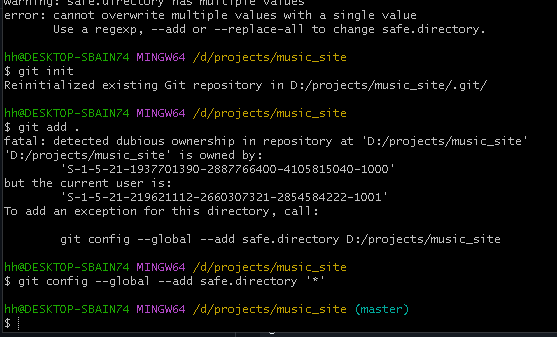 warning: safe.directory has multiple values
error: cannot overwrite multiple values with a single value
Use a regexp, --add or --replace-all to change safe.directory.
hh@DESKTOP-SBAIN74 MINGW64 /d/projects/music_site
$ git init
Reinitialized existing Git repository in D:/projects/music_site/.git/
hh@DESKTOP-SBAIN74 MINGW64 /d/projects/music_site
$ git add .
fatal: detected dubious ownership in repository at 'D:/projects/music_site'
'D:/projects/music_site' is owned by:
'S-1-5-21-1937701390-2887766400-4105815040-1000'
but the current user is:
'S-1-5-21-219621112-2660307321-2854584222-1001'
To add an exception for this directory, call:
git config --global --add safe.directory D:/projects/music_site
hh@DESKTOP-SBAIN74 MINGW64 /d/projects/music_site
$ git config --global --add safe.directory '*'
hh@DESKTOP-SBAIN74 MINGW64 /d/projects/music_site (master)
$